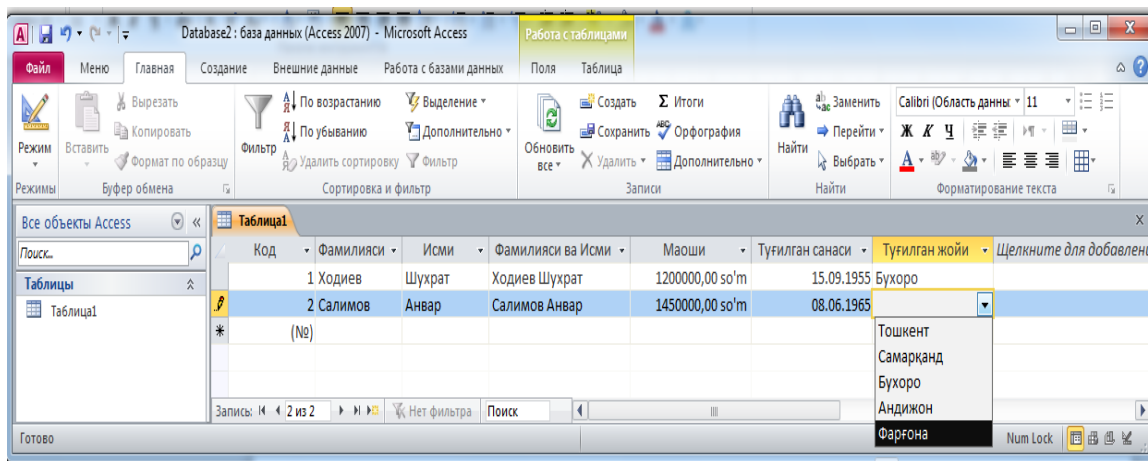 Database2 : база данных (Access 2007) - Microsoft Access Работа с таблицами
Файл Меню Главная Создание Внешние данные Работа с базами данных Поля Таблица
Режим
Режимы
Вставить
Вырезать
Копировать
Формат по образцу
Буфер обмена
Фильтр
По возрастанию
По убыванию
Удалить сортировку
Выделение
Дополнительно
Фильтр
Сортировка и фильтр
Обновить
все
Создать
Сохранить
Удалить
Итоги
Орфография
Дополнительно
Записи
Найти
Заменить
Перейти
Выбрать
Найти
Calibri (Область данны 11
Ж К Ч
Форматирование текста
Все объекты Access
Поиск...
Таблицы
Таблица1
Таблица1
Код Фамилияси Исми Фамилияси ва Исми Маоши Туғилган санаси Туғилган жойи Щелкните для добавлени
1 Ходиев Шухрат Ходиев Шухрат 1200000,00 so'm 15.09.1955 Бухоро
2 Салимов Анвар Салимов Анвар 1450000,00 so'm 08.06.1965
(№)
Тошкент
Самарқанд
Бухоро
Андижон
Фарғона
Запись: 2 из 2 Нет фильтра Поиск
Готово Num Lock